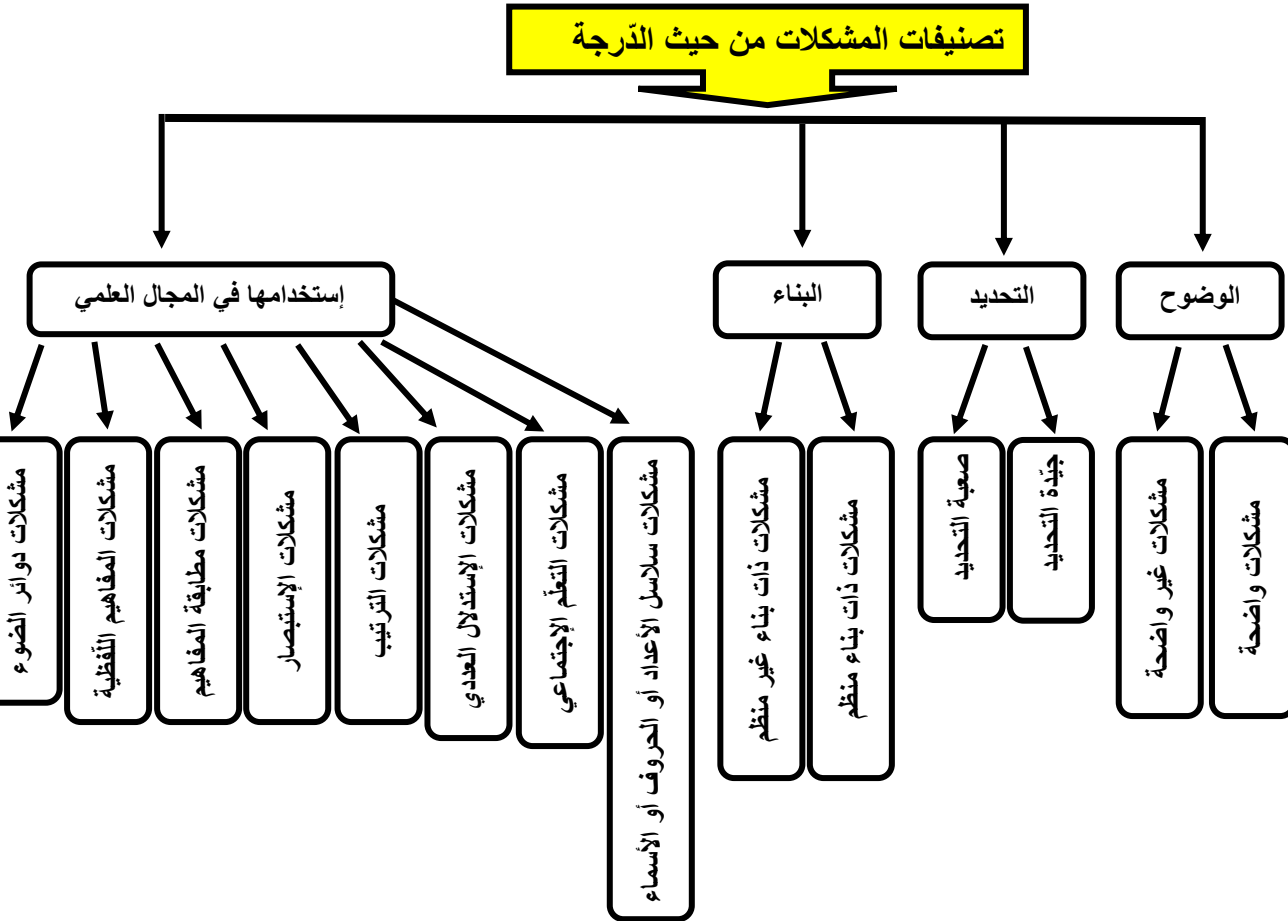 تصنيفات المشكلات من حيث الدّرجة
الوضوح
التحديد
البناء
إستخدامها في المجال العلمي
مشكلات واضحة
مشكلات غير واضحة
جيّدة التحديد
صعبة التحديد
مشكلات ذات بناء منظم
مشكلات ذات بناء غير منظم
مشكلات سلاسل الأعداد أو الحروف أو الأسماء
مشكلات التعلّم الإجتماعي
مشكلات الإستدلال العددي
مشكلات الترتيب
مشكلات الإستبصار
مشكلات مطابقة المفاهيم
مشكلات المفاهيم اللّفظية
مشكلات دوائر الضوء